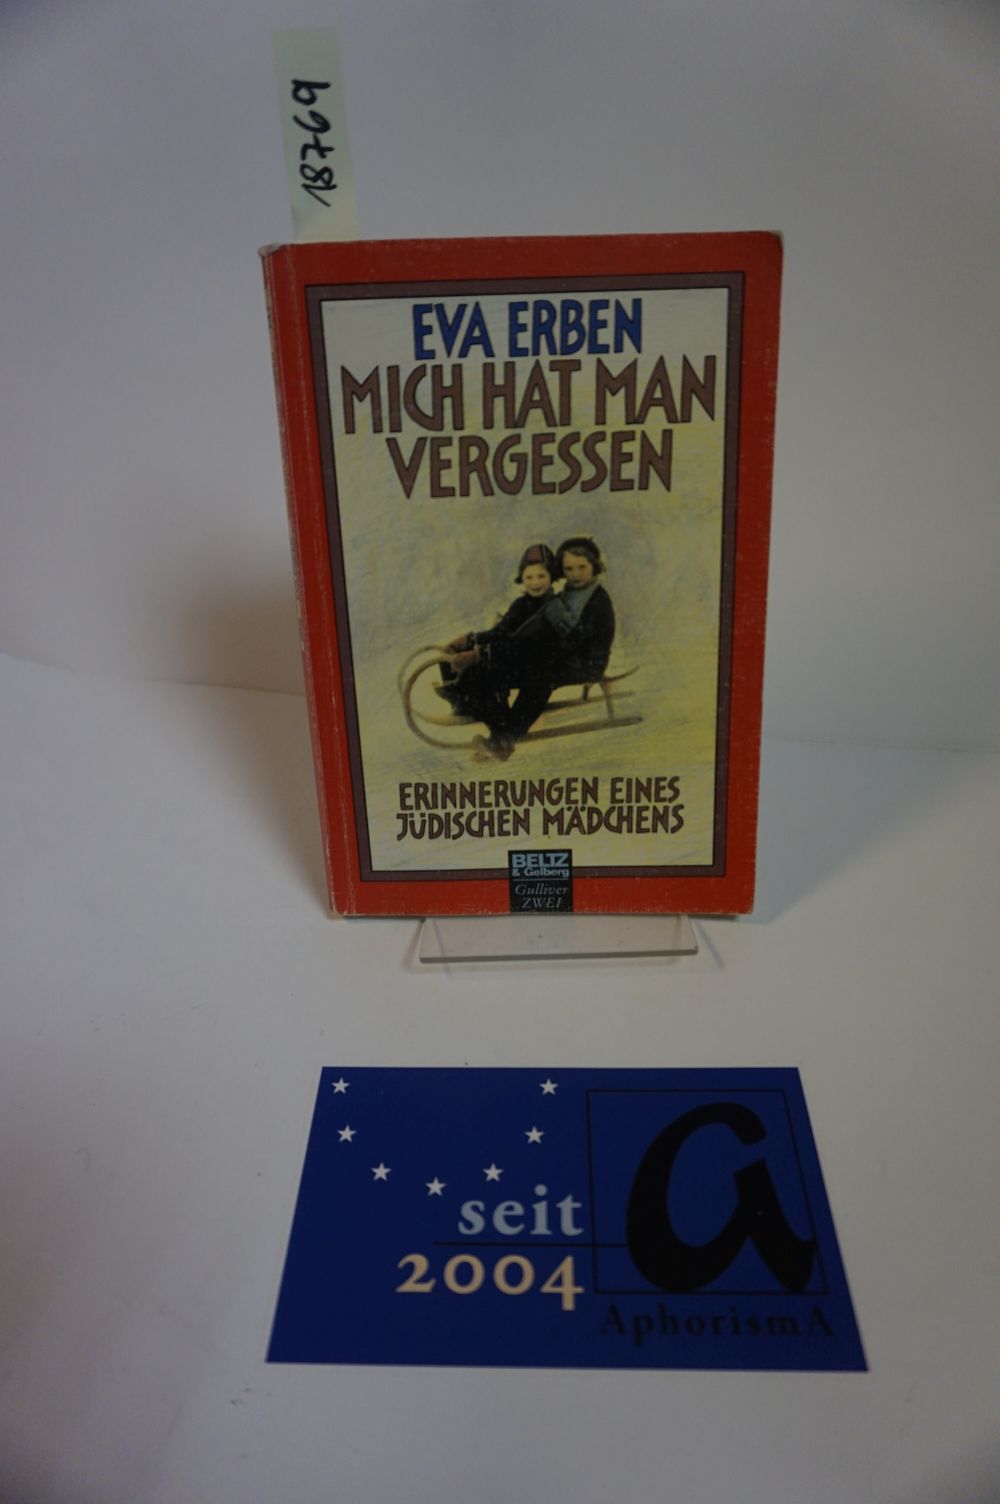 18769
EVA ERBEN
MICH HAT MAN
VERGESSEN
ERINNERUNGEN EINES
JÜDISCHEN MÄDCHENS
BELTZ
& Gelberg
Gulliver
ZWEI
seit
2004
a
AphorismA